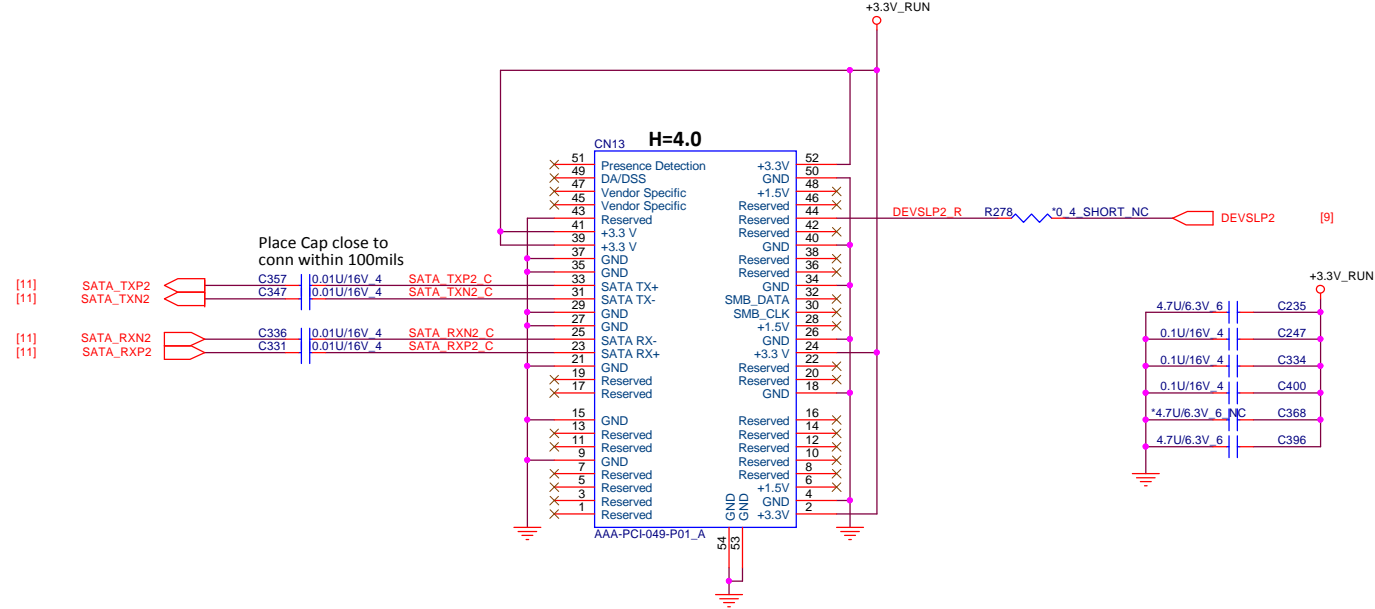 +3.3V_RUN
H=4.0
CN13
51 Presence Detection +3.3V 52
49 DA/DSS GND 50
47 Vendor Specific +1.5V 48
45 Vendor Specific Reserved 46
43 Reserved Reserved 44 DEVSLP2_R R278 *0_4_SHORT_NC DEVSLP2 [9]
41 +3.3 V Reserved 42
39 +3.3 V GND 40
Place Cap close to
conn within 100mils
37 GND Reserved 38
35 GND Reserved 36
[11] SATA_TXP2 C357 0.01U/16V_4 SATA_TXP2_C 33 SATA TX+ GND 34
[11] SATA_TXN2 C347 0.01U/16V_4 SATA_TXN2_C 31 SATA TX- SMB_DATA 32
29 GND SMB_CLK 30
27 GND +1.5V 28
[11] SATA_RXN2 C336 0.01U/16V_4 SATA_RXN2_C 25 SATA RX- GND 26
[11] SATA_RXP2 C331 0.01U/16V_4 SATA_RXP2_C 23 SATA RX+ +3.3 V 24
21 GND Reserved 22
19 Reserved Reserved 20
17 Reserved GND 18
15 GND Reserved 16
13 Reserved Reserved 14
11 Reserved Reserved 12
9 GND Reserved 10
7 Reserved Reserved 8
5 Reserved +1.5V 6
3 Reserved GND 4
1 Reserved +3.3V 2
GND GND
AAA-PCI-049-P01_A
54 53
+3.3V_RUN
4.7U/6.3V_6 C235
0.1U/16V_4 C247
0.1U/16V_4 C334
0.1U/16V_4 C400
*4.7U/6.3V_6_NC C368
4.7U/6.3V_6 C396